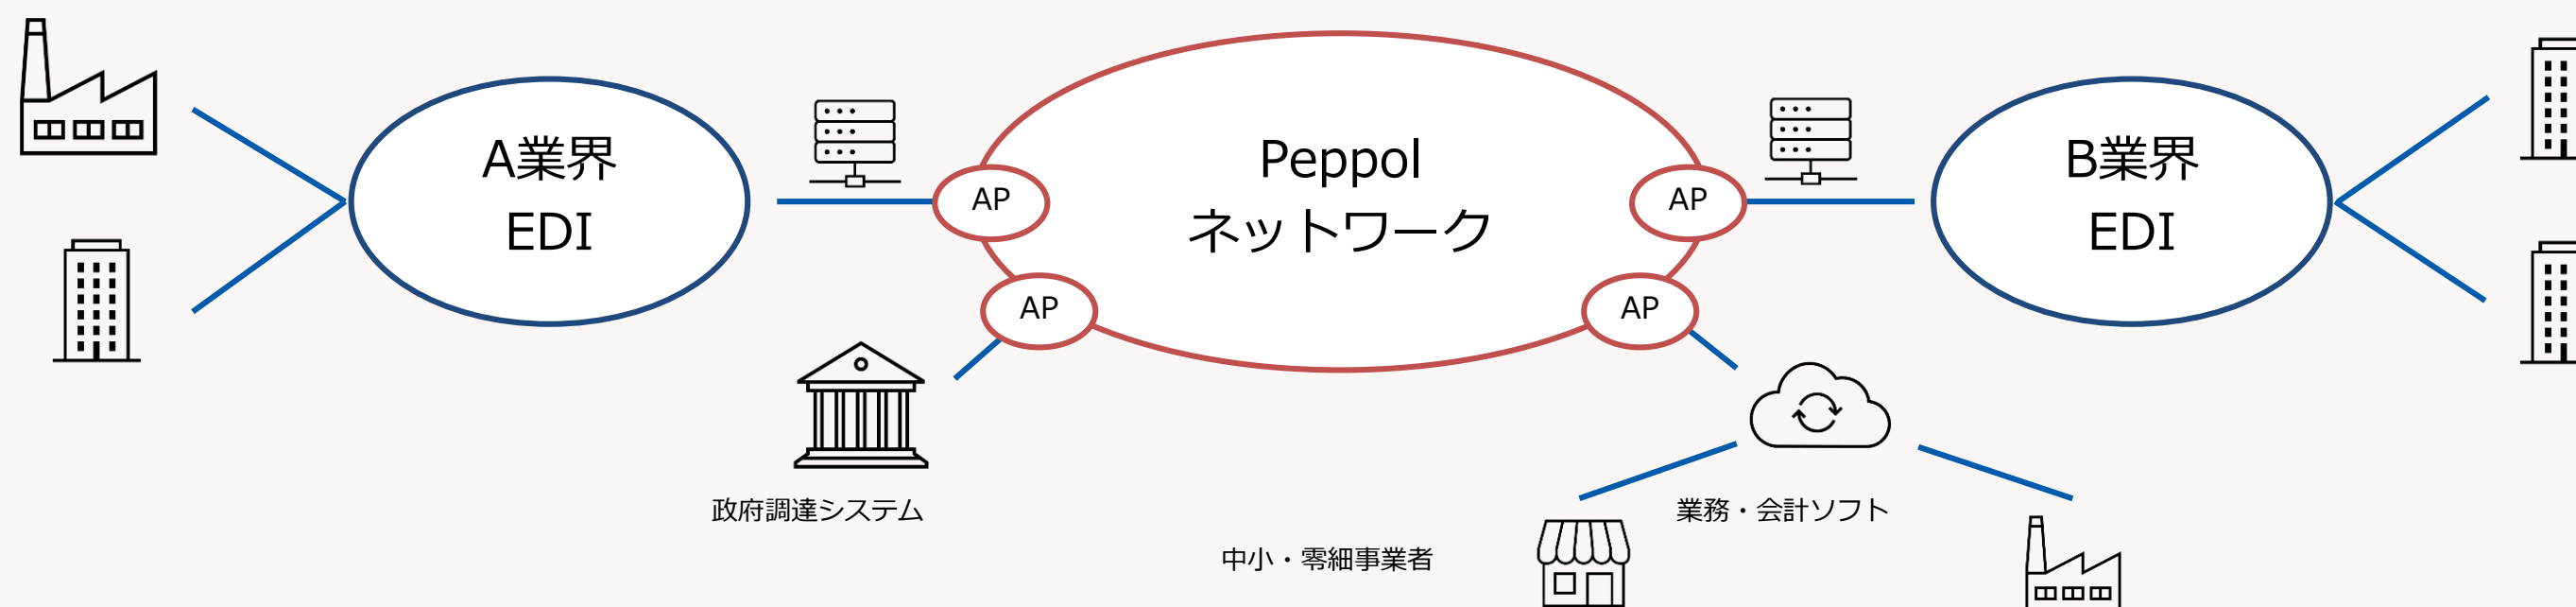 A業界
EDI
AP
Peppol
ネットワーク
AP
B業界
EDI
AP
AP
政府調達システム
業務・会計ソフト
中小・零細事業者